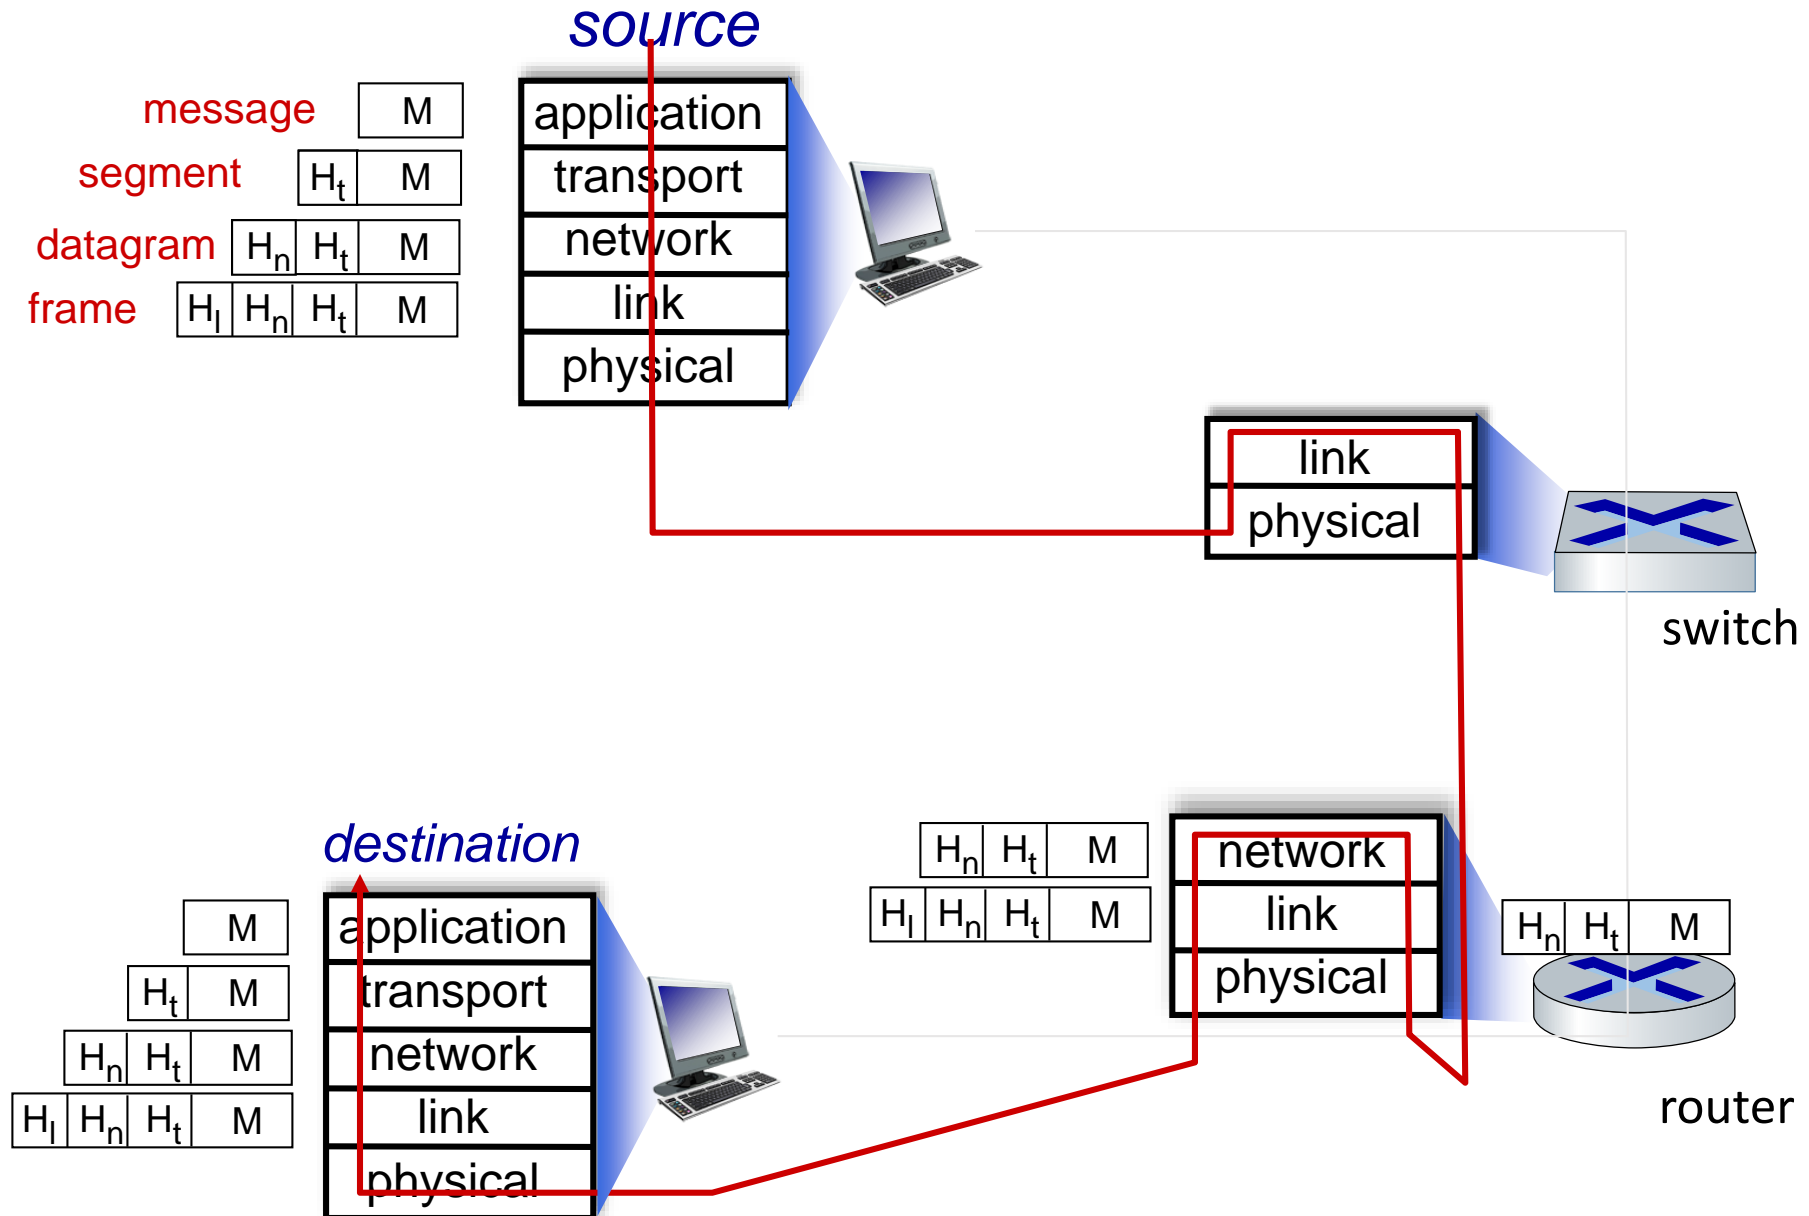 source
message M
application
segment Hₜ M
transport
datagram Hₙ Hₜ M
network
frame Hₗ Hₙ Hₜ M
link
physical
link
physical
switch
destination
Hₙ Hₜ M
network
Hₗ Hₙ Hₜ M
link
physical
Hₙ Hₜ M
router
M
application
Hₜ M
transport
Hₙ Hₜ M
network
Hₗ Hₙ Hₜ M
link
physical